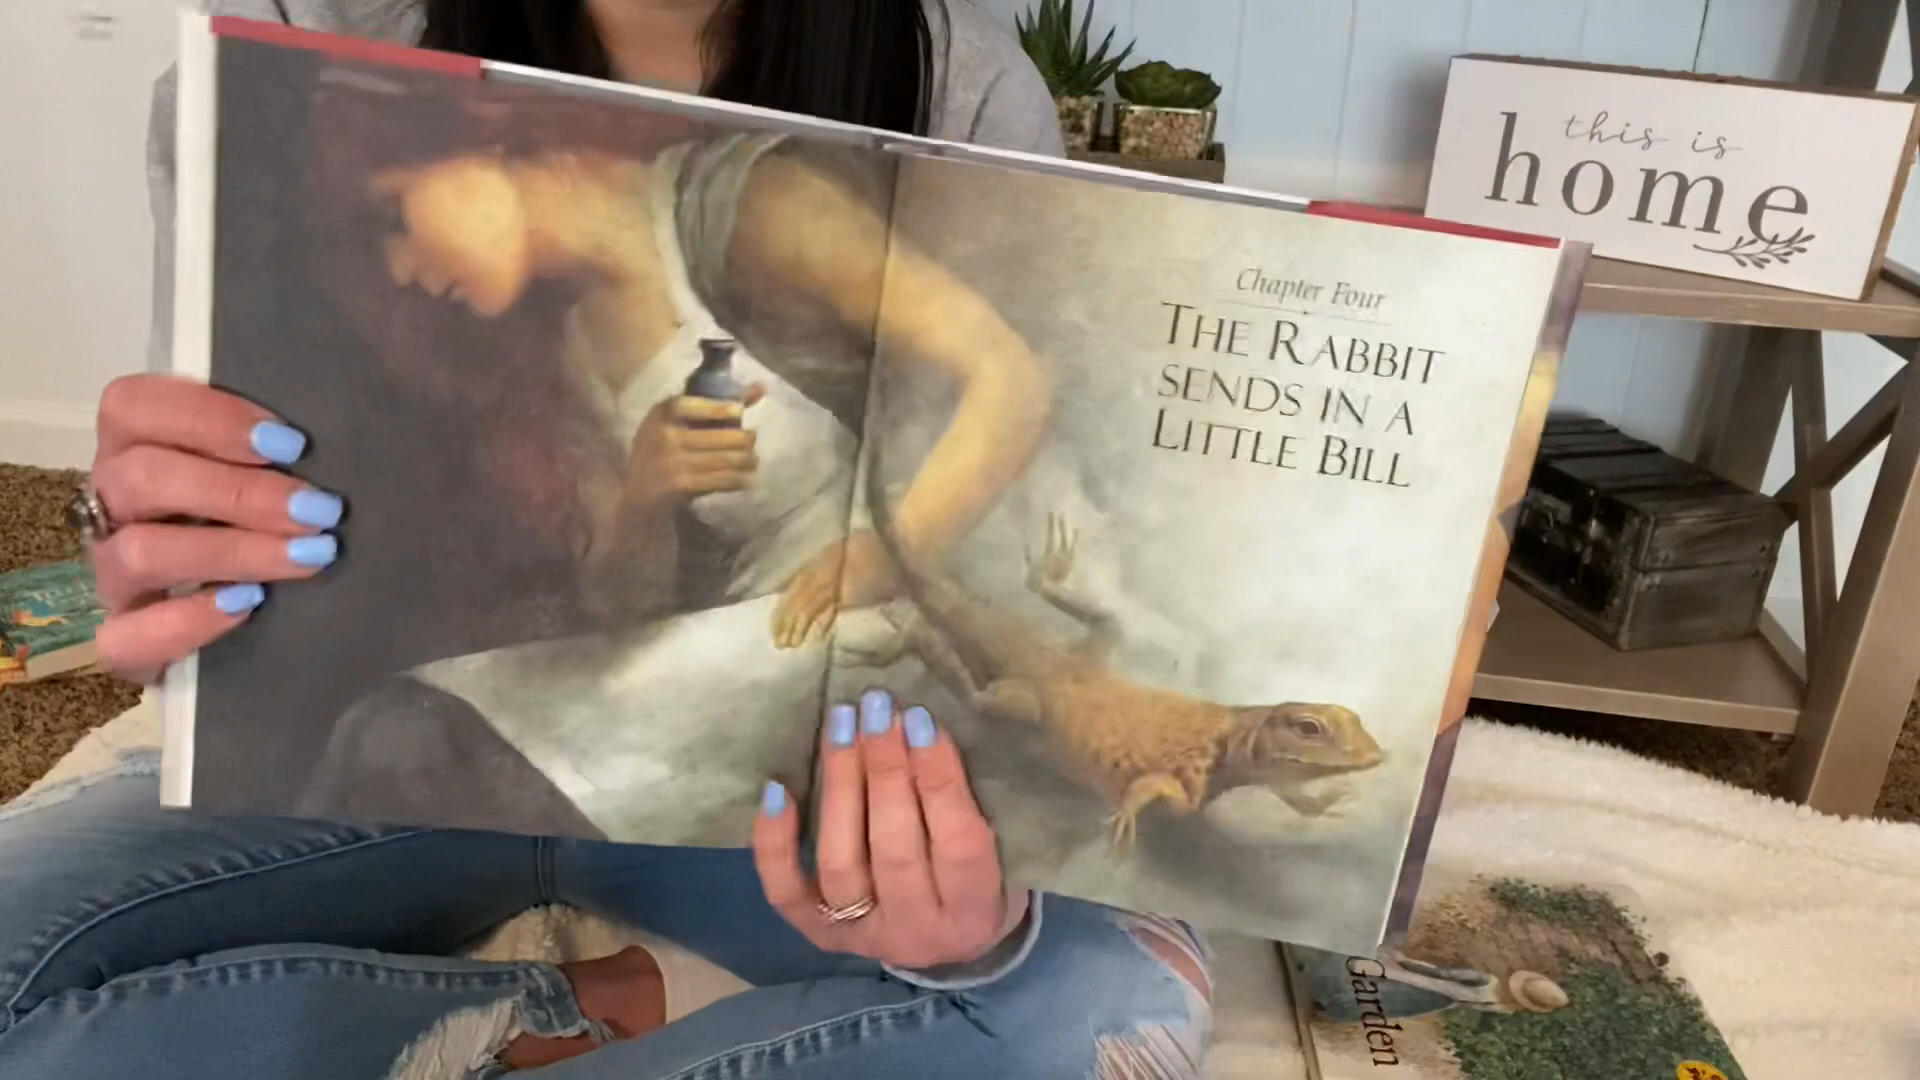 this is
home
Chapter Four
THE RABBIT
SENDS IN A
LITTLE BILL
Garden